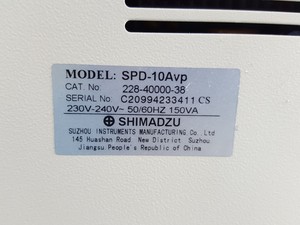 MODEL: SPD-10Avp
CAT. No: 228-40000-38
SERIAL No: C20994233411 CS
230V-240V~ 50/60HZ 150VA
SHIMADZU
SUZHOU INSTRUMENTS MANUFACTURING Co., Ltd
145 Huashan Road New District Suzhou
Jiangsu.People's Republic of China